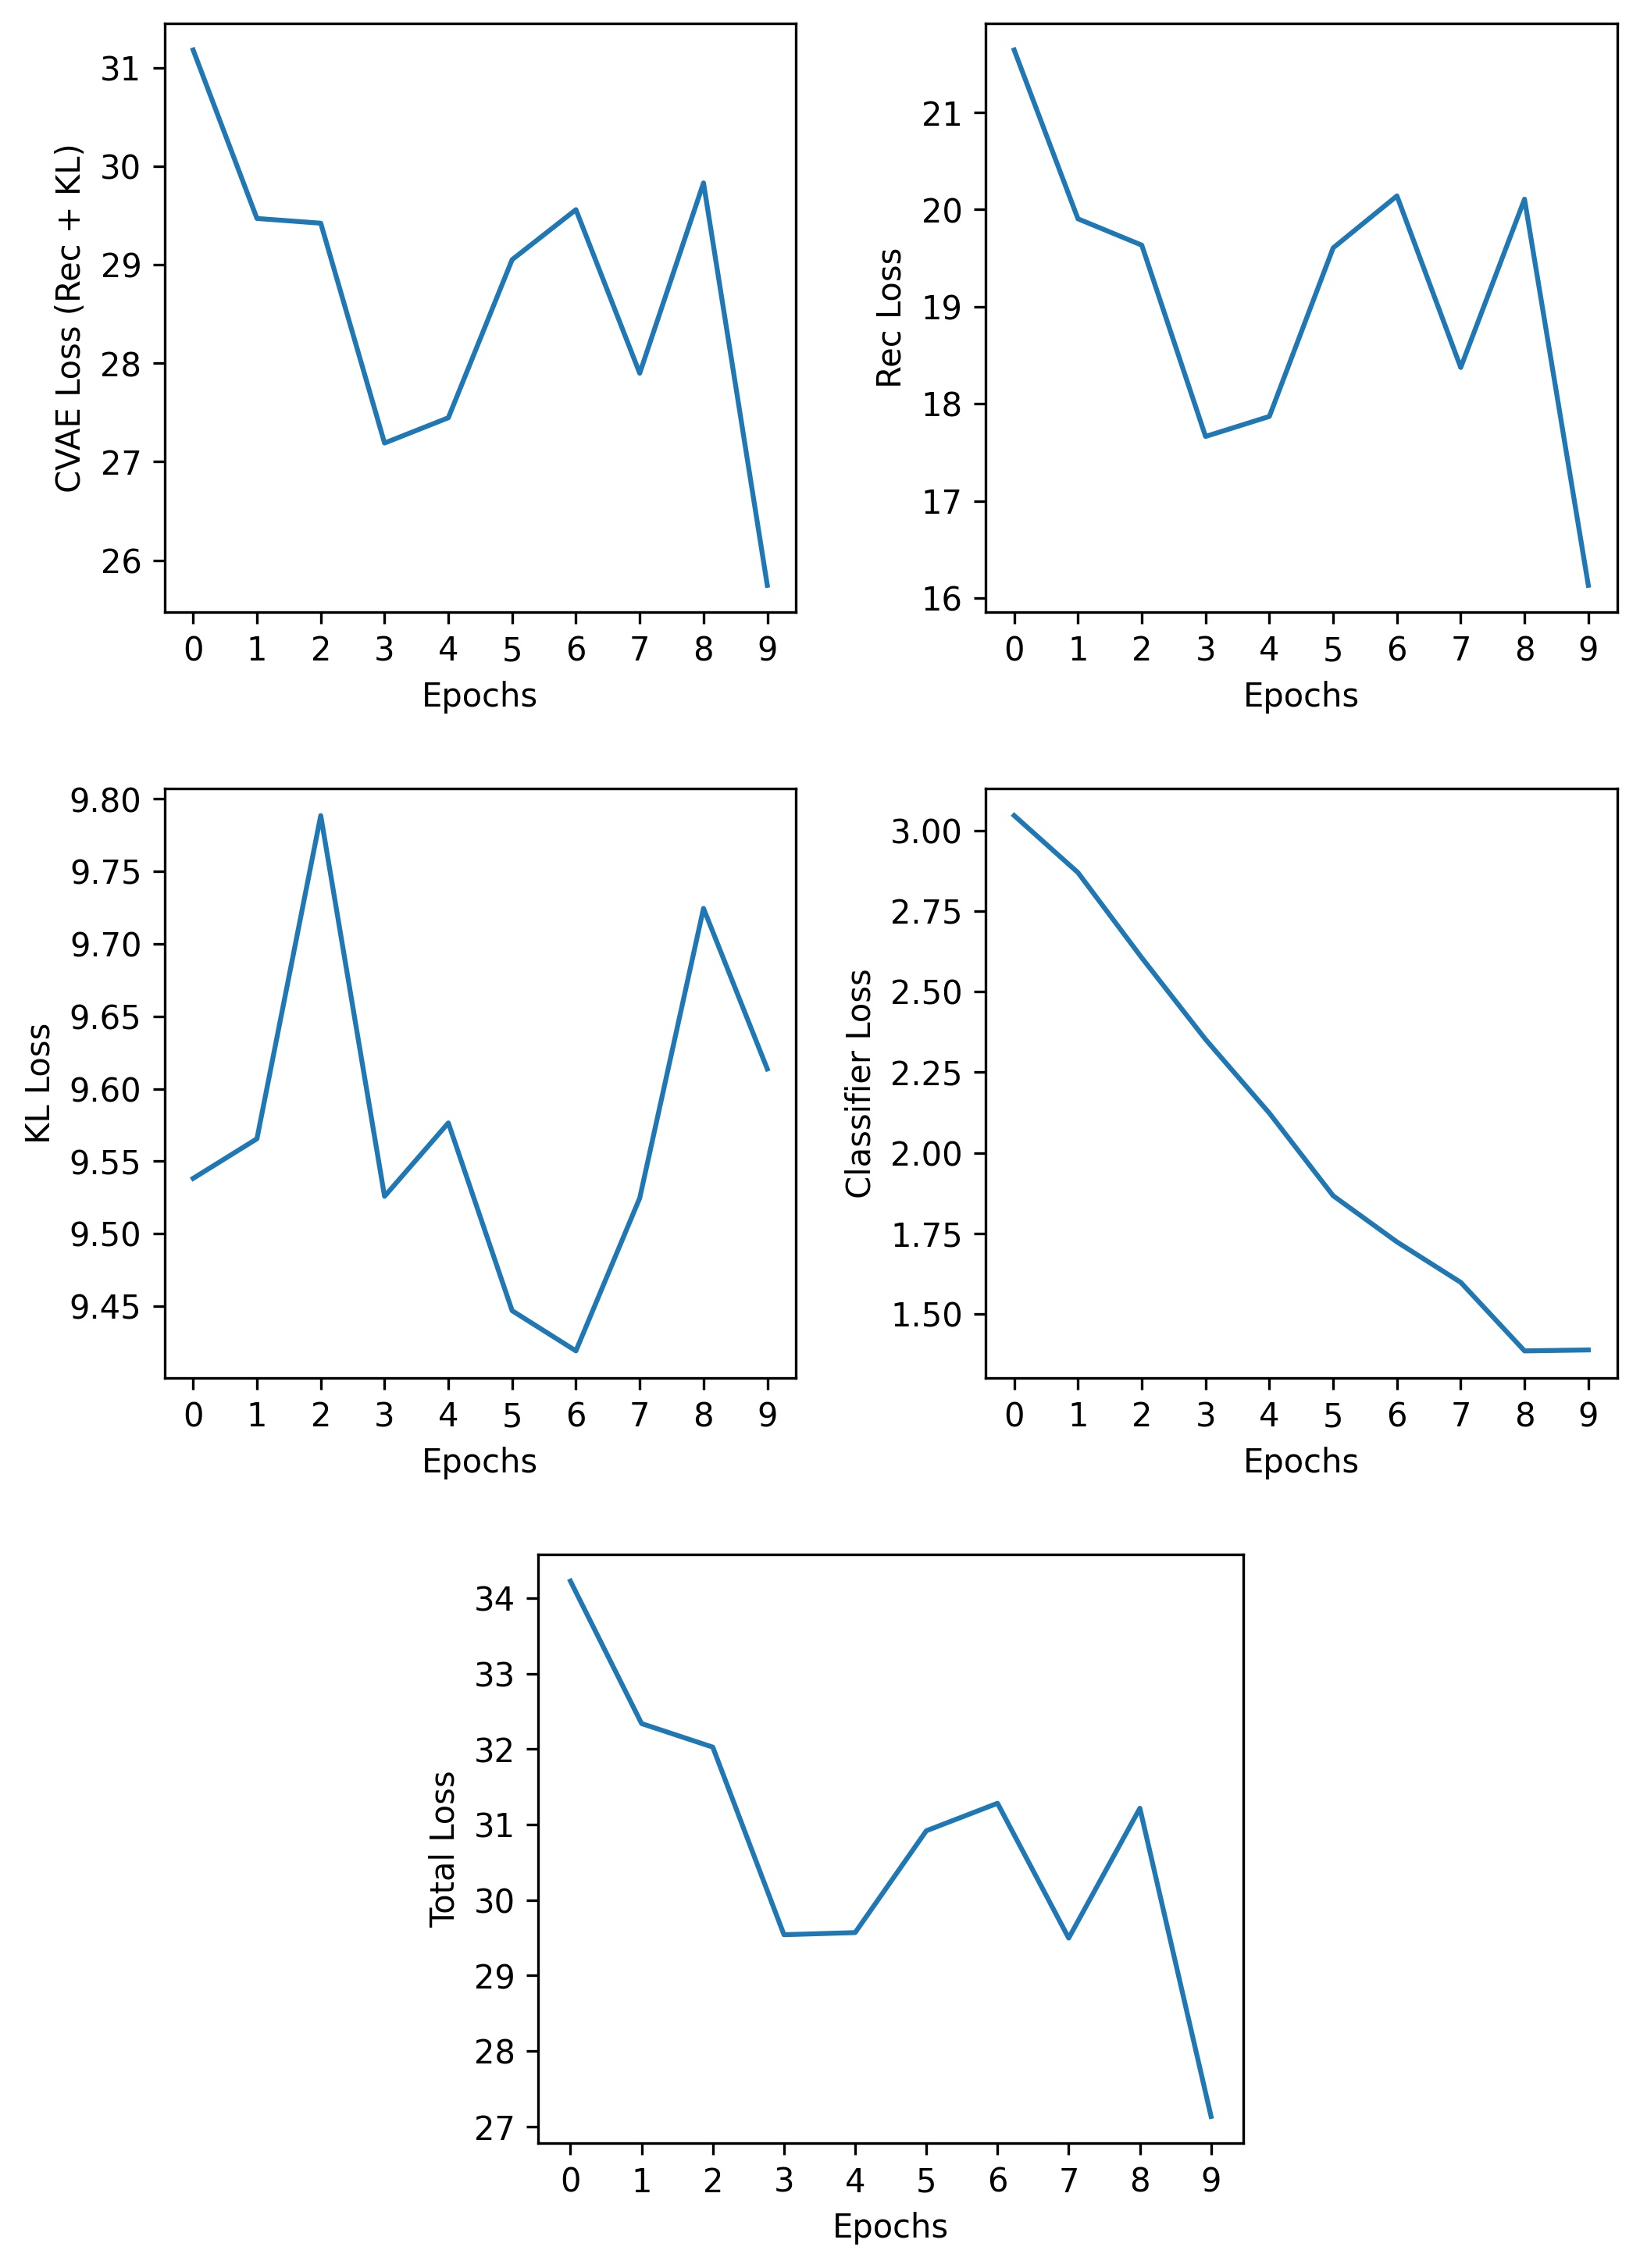 CVAE Loss (Rec + KL)
31
30
29
28
27
26
0 1 2 3 4 5 6 7 8 9
Epochs
Rec Loss
21
20
19
18
17
16
0 1 2 3 4 5 6 7 8 9
Epochs
KL Loss
9.80
9.75
9.70
9.65
9.60
9.55
9.50
9.45
0 1 2 3 4 5 6 7 8 9
Epochs
Classifier Loss
3.00
2.75
2.50
2.25
2.00
1.75
1.50
0 1 2 3 4 5 6 7 8 9
Epochs
Total Loss
34
33
32
31
30
29
28
27
0 1 2 3 4 5 6 7 8 9
Epochs